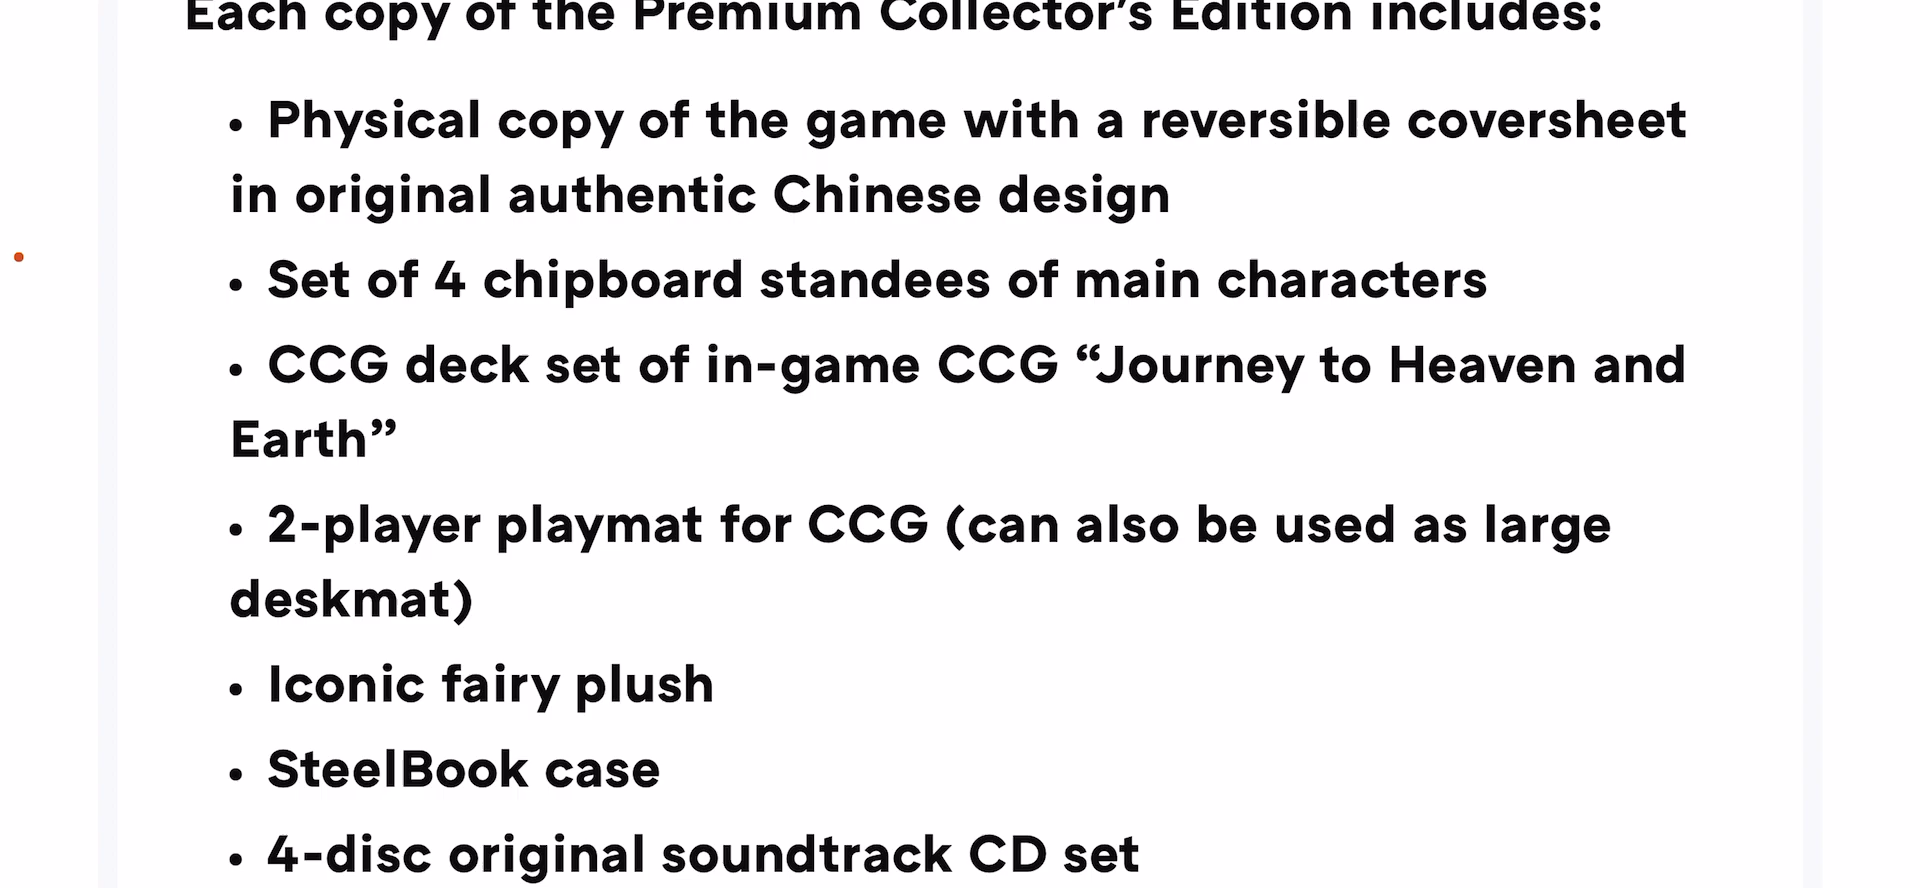 Each copy of the Premium Collector’s Edition includes:
• Physical copy of the game with a reversible coversheet
in original authentic Chinese design
• Set of 4 chipboard standees of main characters
• CCG deck set of in-game CCG “Journey to Heaven and
Earth”
• 2-player playmat for CCG (can also be used as large
deskmat)
• Iconic fairy plush
• SteelBook case
• 4-disc original soundtrack CD set